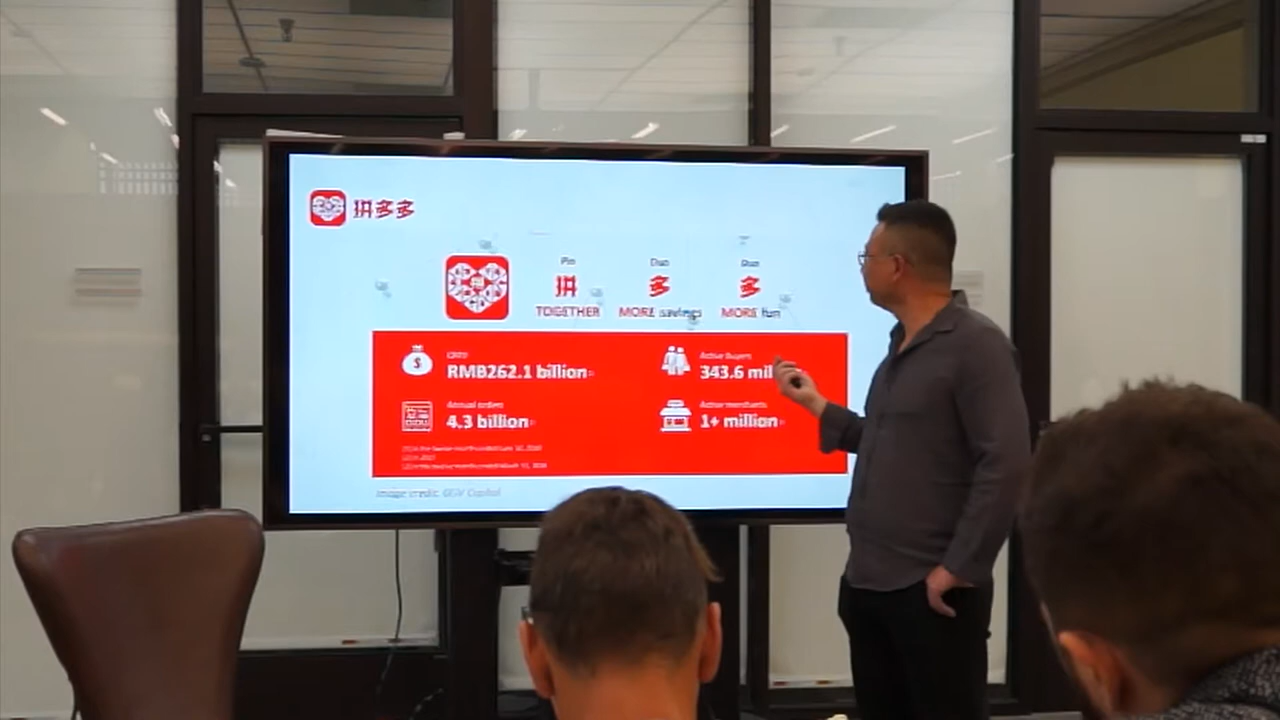 拼多多
Pin Duo Duo
拼 多 多
TOGETHER MORE savings MORE fun
GMV
RMB262.1 billion
Active Buyers
343.6
Annual orders
4.3 billion
Active merchants
1+ million
Image credit: GGV Capital